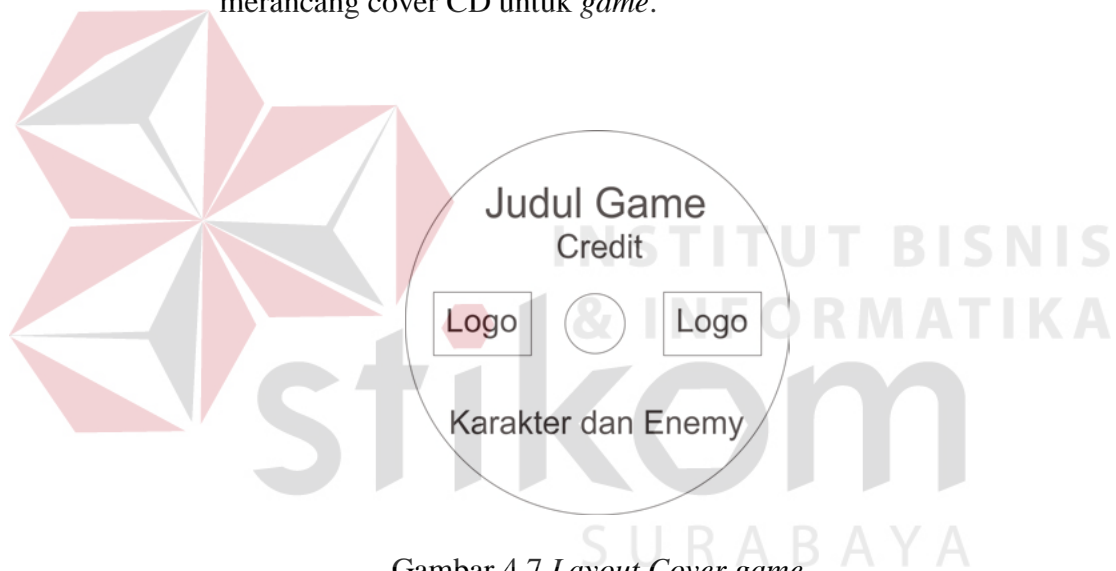 merancang cover CD untuk game.
Judul Game
Credit
INSTITUT BISNIS
Logo
Logo
& INFORMATIKA
stikom
Karakter dan Enemy
SURABAYA
Gambar 4.7 Layout Cover game